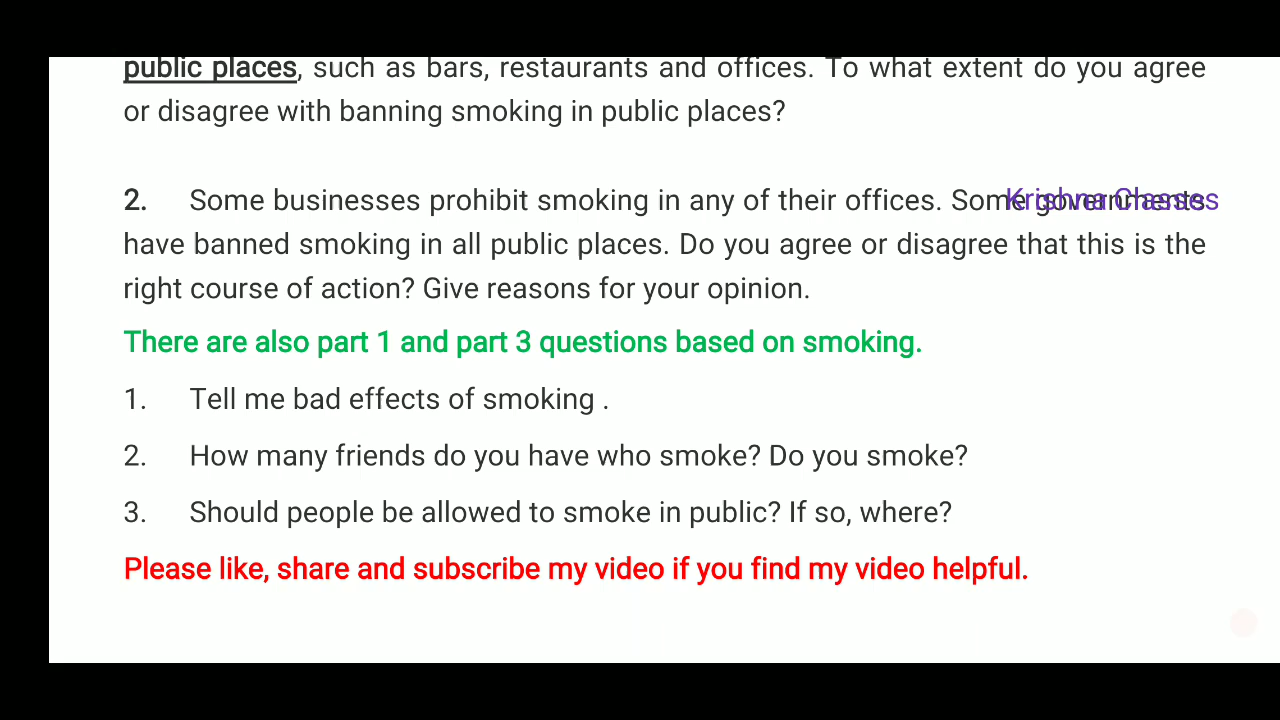 public places, such as bars, restaurants and offices. To what extent do you agree
or disagree with banning smoking in public places?
2. Some businesses prohibit smoking in any of their offices. Some governments
Krishna Classes
have banned smoking in all public places. Do you agree or disagree that this is the
right course of action? Give reasons for your opinion.
There are also part 1 and part 3 questions based on smoking.
1. Tell me bad effects of smoking .
2. How many friends do you have who smoke? Do you smoke?
3. Should people be allowed to smoke in public? If so, where?
Please like, share and subscribe my video if you find my video helpful.